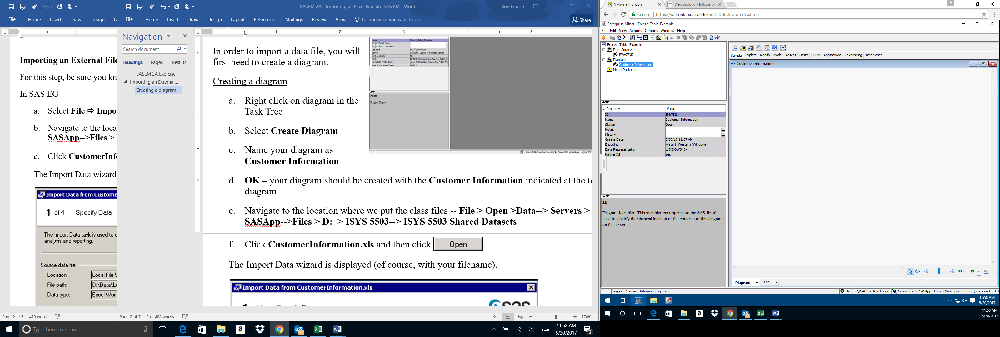 SASEM 2A - Importing an Excel File into SAS EM - Word
Ron Freeze
File Home Insert Draw Design La
File Home Insert Draw Design Layout References Mailings Review View Tell me what you want to do
Share
1
1 2 3 4 5
Importing an External File
For this step, be sure you kn
In SAS EG --
a. Select File ⇨ Impo
b. Navigate to the loca
SASApp-->Files >
c. Click CustomerInf
The Import Data wizard
Import Data from Custome
1 of 4 Specify Data
The Import Data task is used to c
analysis and reporting.
Source data file
Location: Local File S
File path: D:\Data\Lo
Data type: Excel Work
Page 2 of 6 410 words
Navigation
Search document
Headings Pages Results
SASEM 2A Exercise
Importing an External...
Creating a diagram
Page 2 of 7 2 of 488 words
2
3
4
In order to import a data file, you will
first need to create a diagram.
Creating a diagram
a. Right click on diagram in the
Task Tree
b. Select Create Diagram
c. Name your diagram as
Customer Information
d. OK – your diagram should be created with the Customer Information indicated at the to
diagram
e. Navigate to the location where we put the class files -- File > Open >Data--> Servers >
SASApp-->Files > D: > ISYS 5503--> ISYS 5503 Shared Datasets
f. Click CustomerInformation.xls and then click Open .
The Import Data wizard is displayed (of course, with your filename).
Import Data from CustomerInformation.xls
Name Freeze_Table_Example
Project Start Code
Project Macro Variables
Created 9/27/16 9:05 AM
Server SASApp - Logical Workspace Server
Grid Available No
Path D:\EMProjects\rfreeze\Freeze_Table_Ex
Metadata Folder Path /User Folders/Ron Freeze/My Folder/Fre
Max. Concurrent Tasks Default
Name
Project Name
rfreeze@GACL as Ron Freeze Connected to SASApp - Logical Wor
170%
Type here to search
11:58 AM
5/30/2017
2
VMware Horizon
Web Sudoku - Billions of
Secure https://waltonlab.uark.edu/portal/desktop/index.html
Enterprise Miner - Freeze_Table_Example
File Edit View Actions Options Window Help
Freeze_Table_Example
Data Sources
PVA97NK
Diagrams
Customer Information
Model Packages
Property Value
ID EMWS2
Name Customer Information
Status Open
Notes ...
History ...
Create Date 5/30/17 11:57 AM
Encoding wlatin1 Western (Windows)
Data Representation WINDOWS_64
Native OS Yes
ID
Diagram Identifier. This identifier corresponds to the SAS libref
used to identify the physical location of the contents of this diagram
on the server.
Sample Explore Modify Model Assess Utility HPDM Applications Text Mining Time Series
Customer Information
100%
Diagram Log
Diagram Customer Information opened
rfreeze@GACL as Ron Freeze Connected to SASApp - Logical Workspace Server (sascs.uark.edu)
11:58 AM
5/30/2017
11:58 AM
5/30/2017